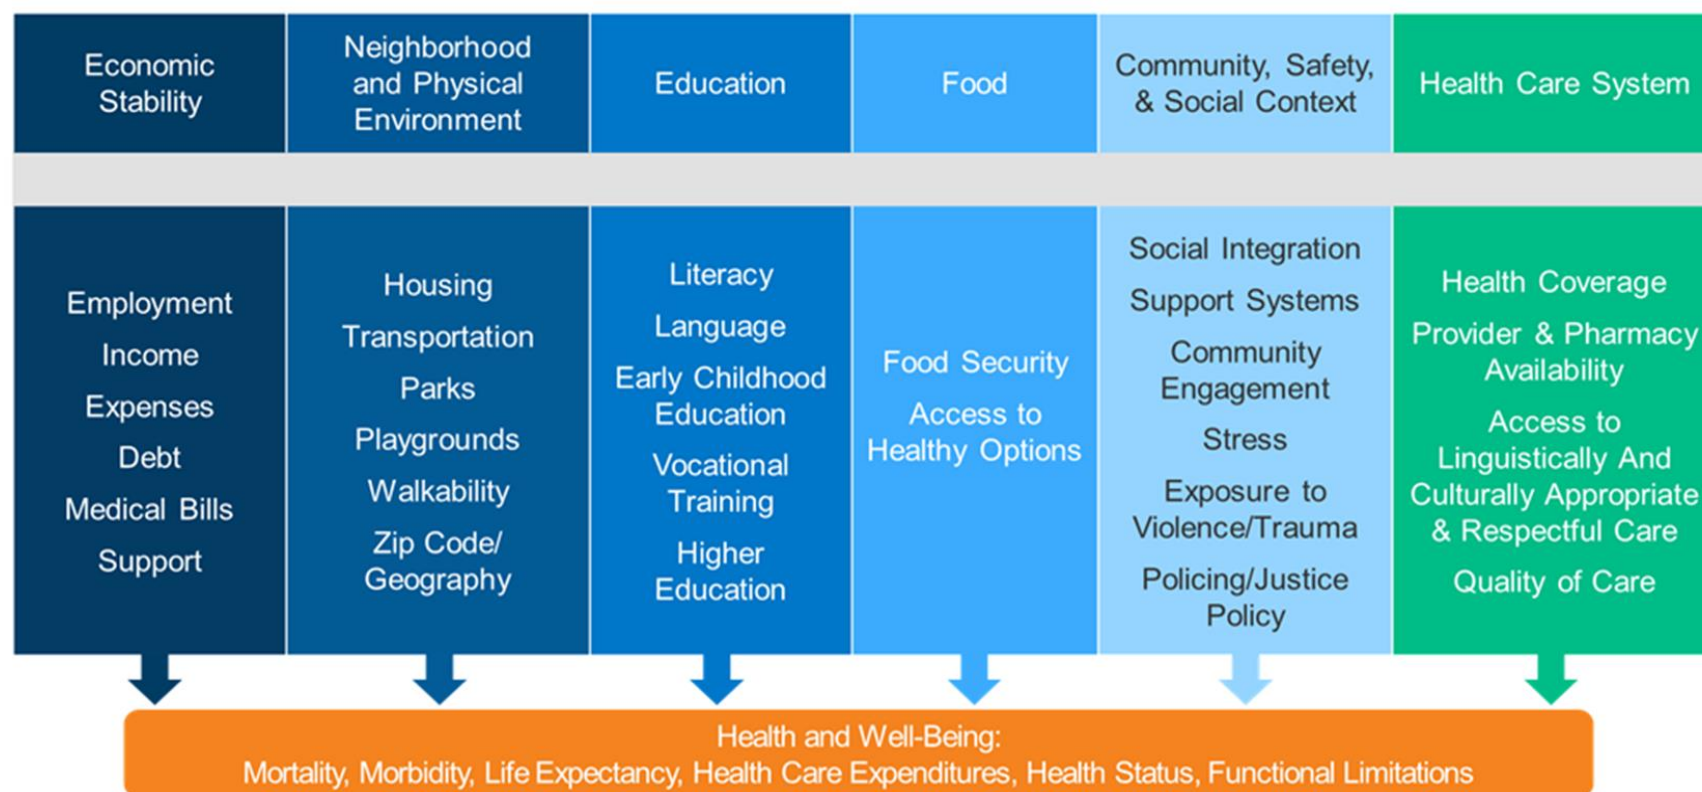 Economic
Stability
Neighborhood
and Physical
Environment
Education
Food
Community, Safety,
& Social Context
Health Care System
Employment
Income
Expenses
Debt
Medical Bills
Support
Housing
Transportation
Parks
Playgrounds
Walkability
Zip Code/
Geography
Literacy
Language
Early Childhood
Education
Vocational
Training
Higher
Education
Food Security
Access to
Healthy Options
Social Integration
Support Systems
Community
Engagement
Stress
Exposure to
Violence/Trauma
Policing/Justice
Policy
Health Coverage
Provider & Pharmacy
Availability
Access to
Linguistically And
Culturally Appropriate
& Respectful Care
Quality of Care
Health and Well-Being:
Mortality, Morbidity, Life Expectancy, Health Care Expenditures, Health Status, Functional Limitations